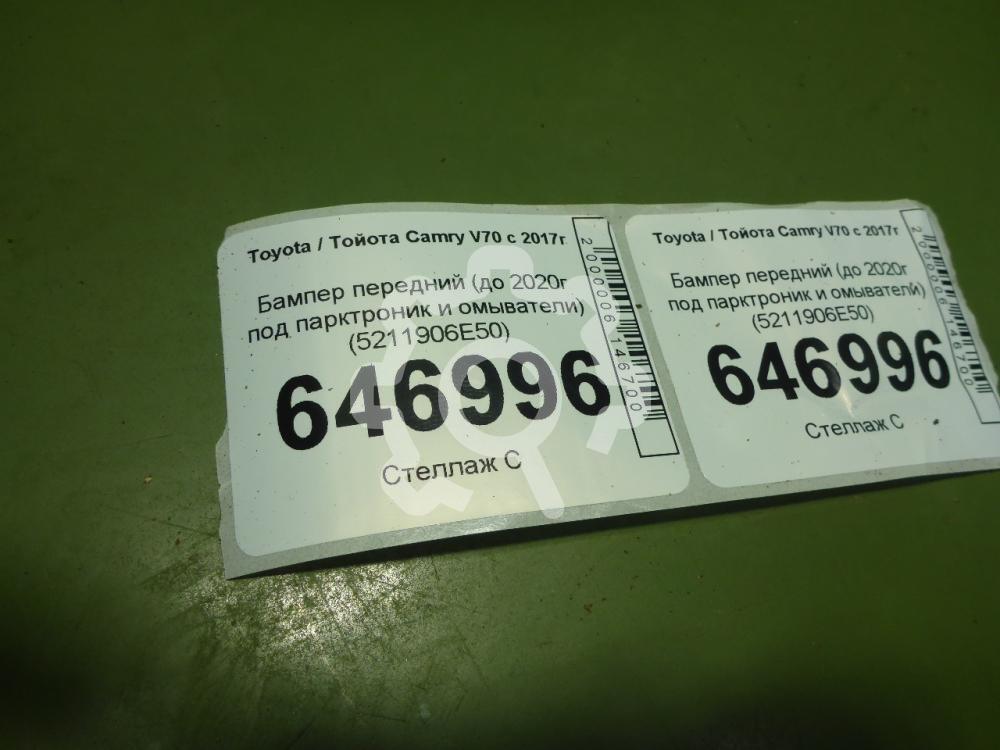 Toyota / Тойота Camry V70 с 2017г
Бампер передний (до 2020г
под парктроник и омыватели)
(5211906E50)
646996
Стеллаж С
2000006146700
Toyota / Тойота Camry V70 с 2017г
Бампер передний (до 2020г
под парктроник и омыватели)
(5211906E50)
646996
Стеллаж С
2000006146700